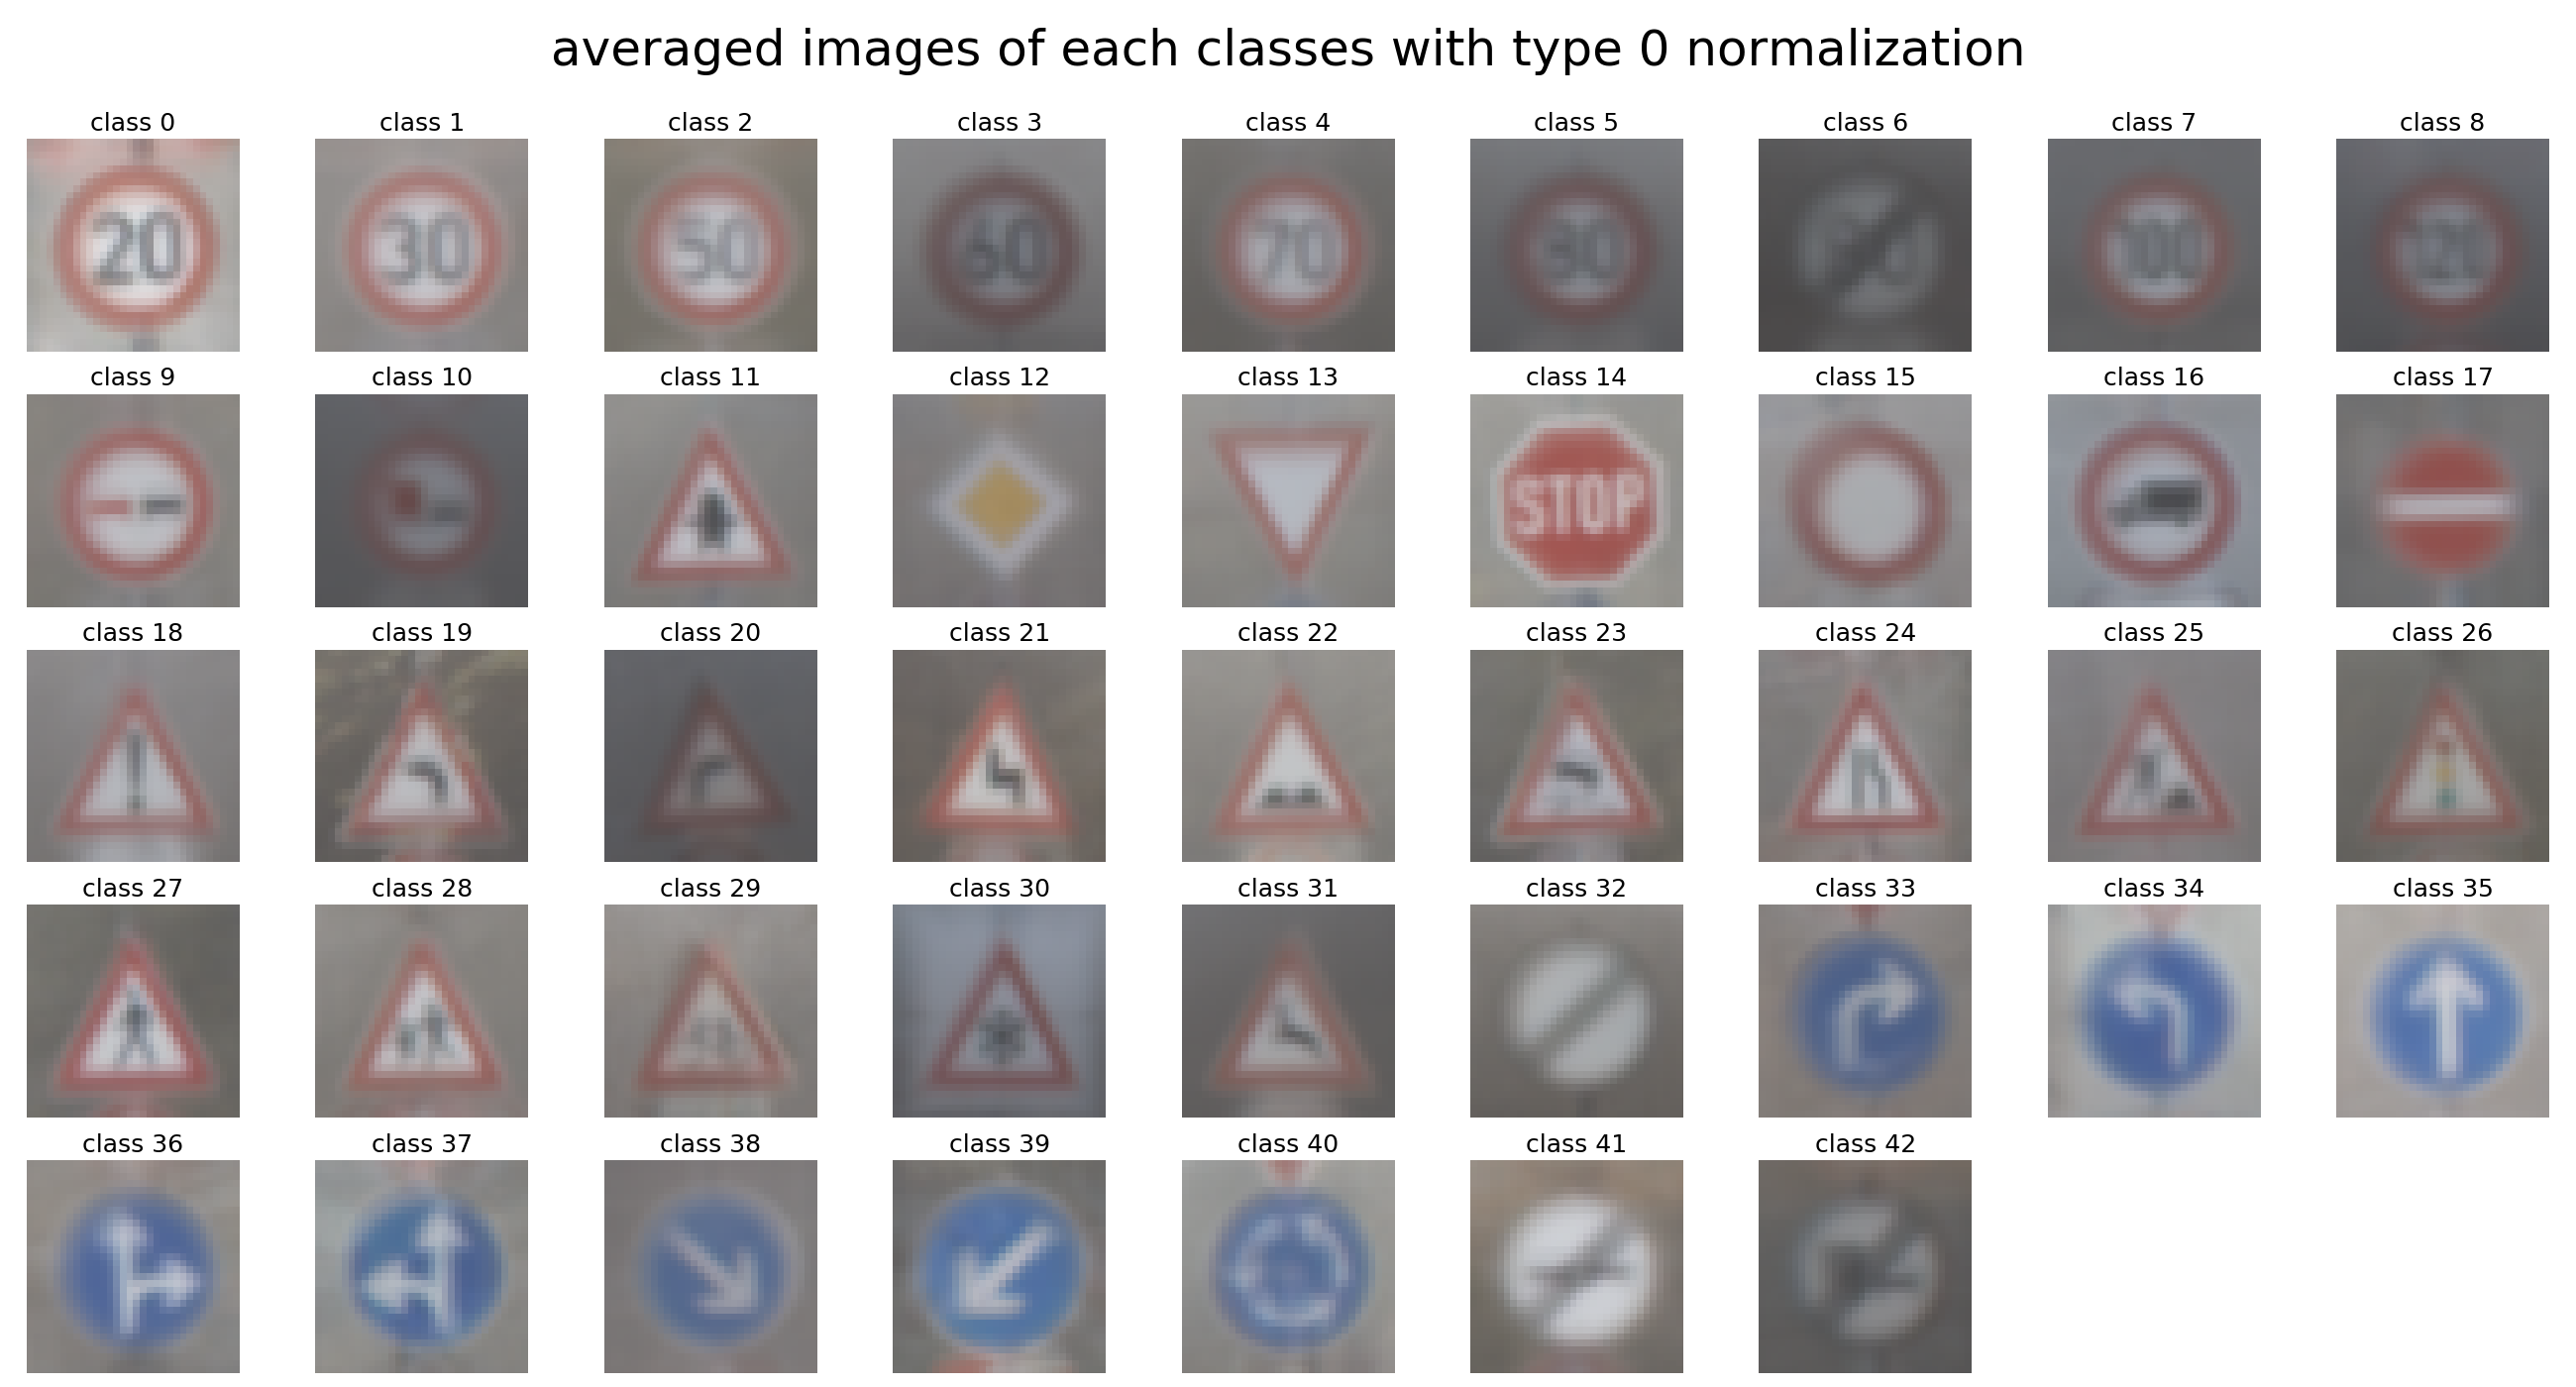 averaged images of each classes with type 0 normalization
class 0 class 1 class 2 class 3 class 4 class 5 class 6 class 7 class 8
20 30 50 60 70 80 100 120
class 9 class 10 class 11 class 12 class 13 class 14 class 15 class 16 class 17
STOP
class 18 class 19 class 20 class 21 class 22 class 23 class 24 class 25 class 26
class 27 class 28 class 29 class 30 class 31 class 32 class 33 class 34 class 35
class 36 class 37 class 38 class 39 class 40 class 41 class 42